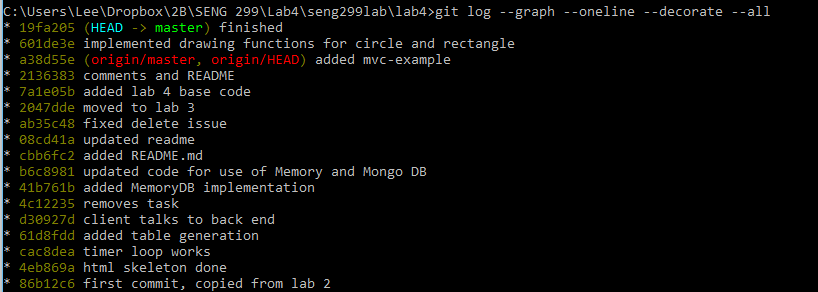 C:\Users\Lee\Dropbox\2B\SENG 299\Lab4\seng299lab\lab4>git log --graph --oneline --decorate --all
* 19fa205 (HEAD -> master) finished
* 601de3e implemented drawing functions for circle and rectangle
* a38d55e (origin/master, origin/HEAD) added mvc-example
* 2136383 comments and README
* 7a1e05b added lab 4 base code
* 2047dde moved to lab 3
* ab35c48 fixed delete issue
* 08cd41a updated readme
* cbb6fc2 added README.md
* b6c8981 updated code for use of Memory and Mongo DB
* 41b761b added MemoryDB implementation
* 4c12235 removes task
* d30927d client talks to back end
* 61d8fdd added table generation
* cac8dea timer loop works
* 4eb869a html skeleton done
* 86b12c6 first commit, copied from lab 2